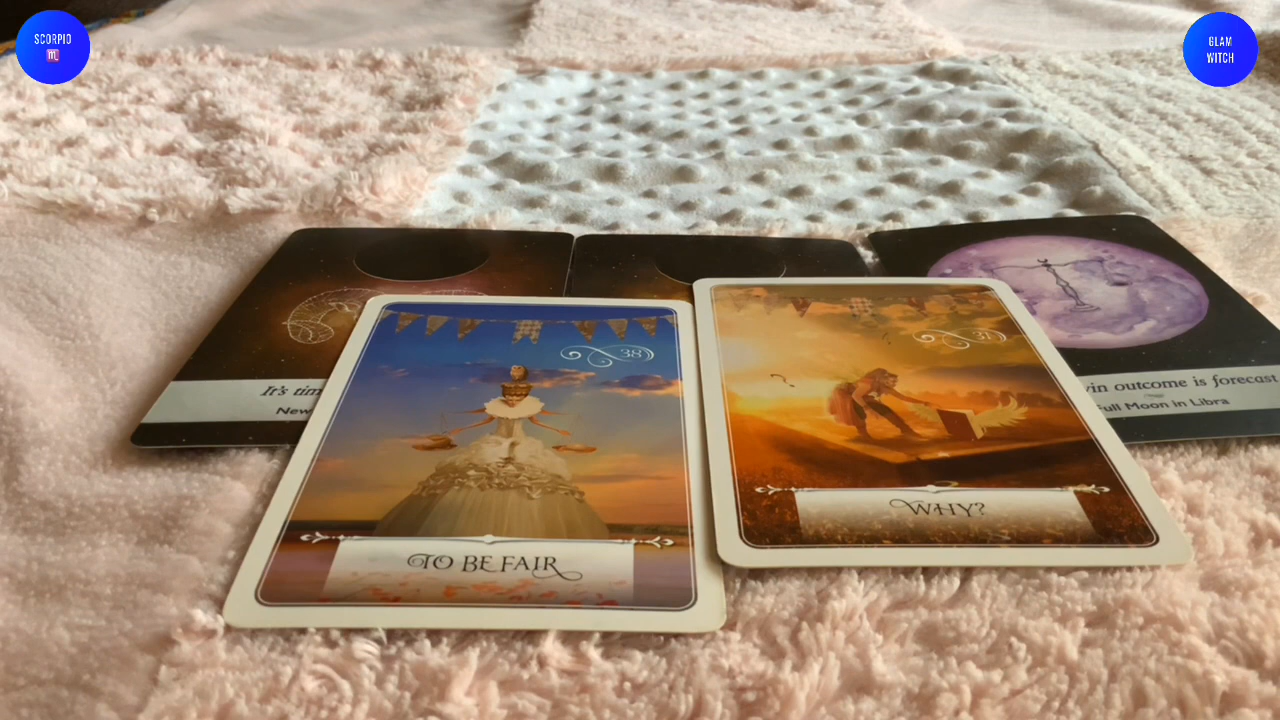 SCORPIO
♏
GLAM
WITCH
It's tim
New
38
TO BE FAIR
31
WHY?
in outcome is forecast
Full Moon in Libra